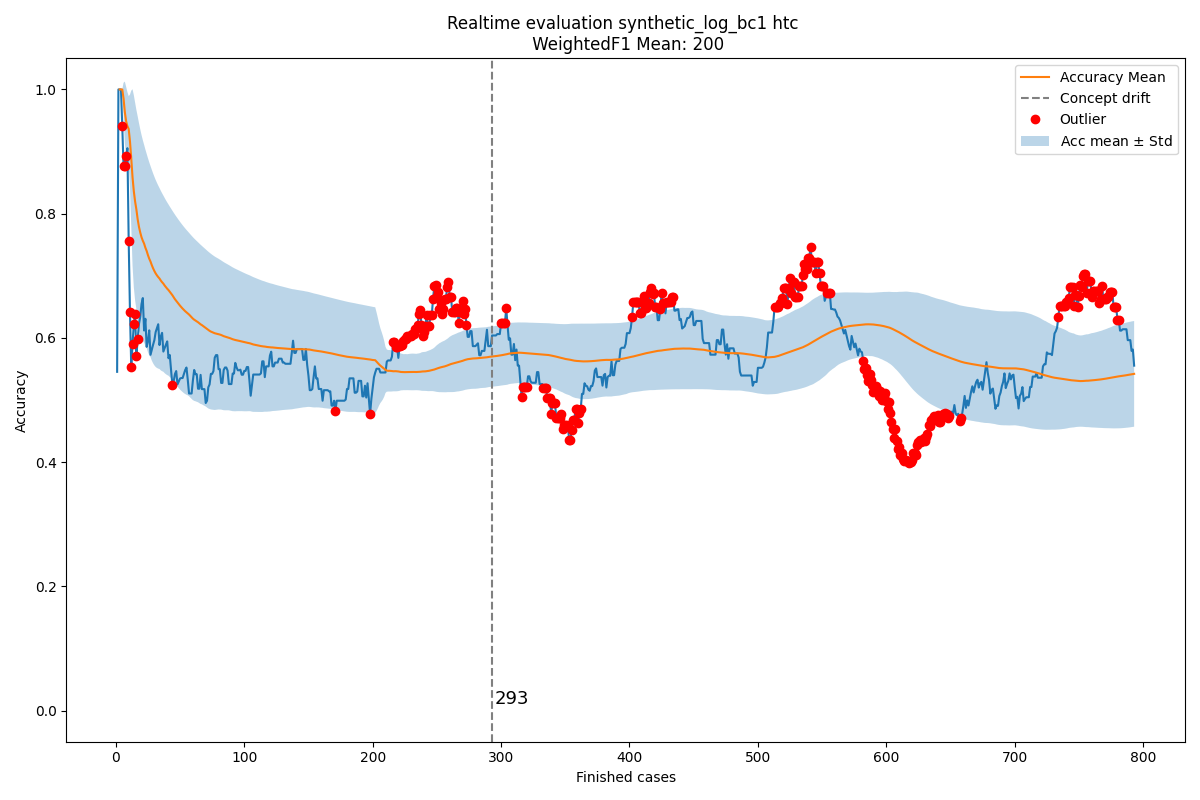 Realtime evaluation synthetic_log_bc1 htc
WeightedF1 Mean: 200
Accuracy Mean
Concept drift
Outlier
Acc mean ± Std
1.0
0.8
0.6
0.4
0.2
0.0
Accuracy
293
0
100
200
300
400
500
600
700
800
Finished cases